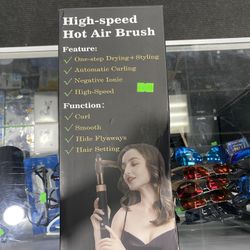 High-speed
Hot Air Brush
Feature:
One-step Drying+Styling
Automatic Curling
Negative Ionic
High-Speed
Function:
Curl
Smooth
Hide Flyaways
Hair Setting